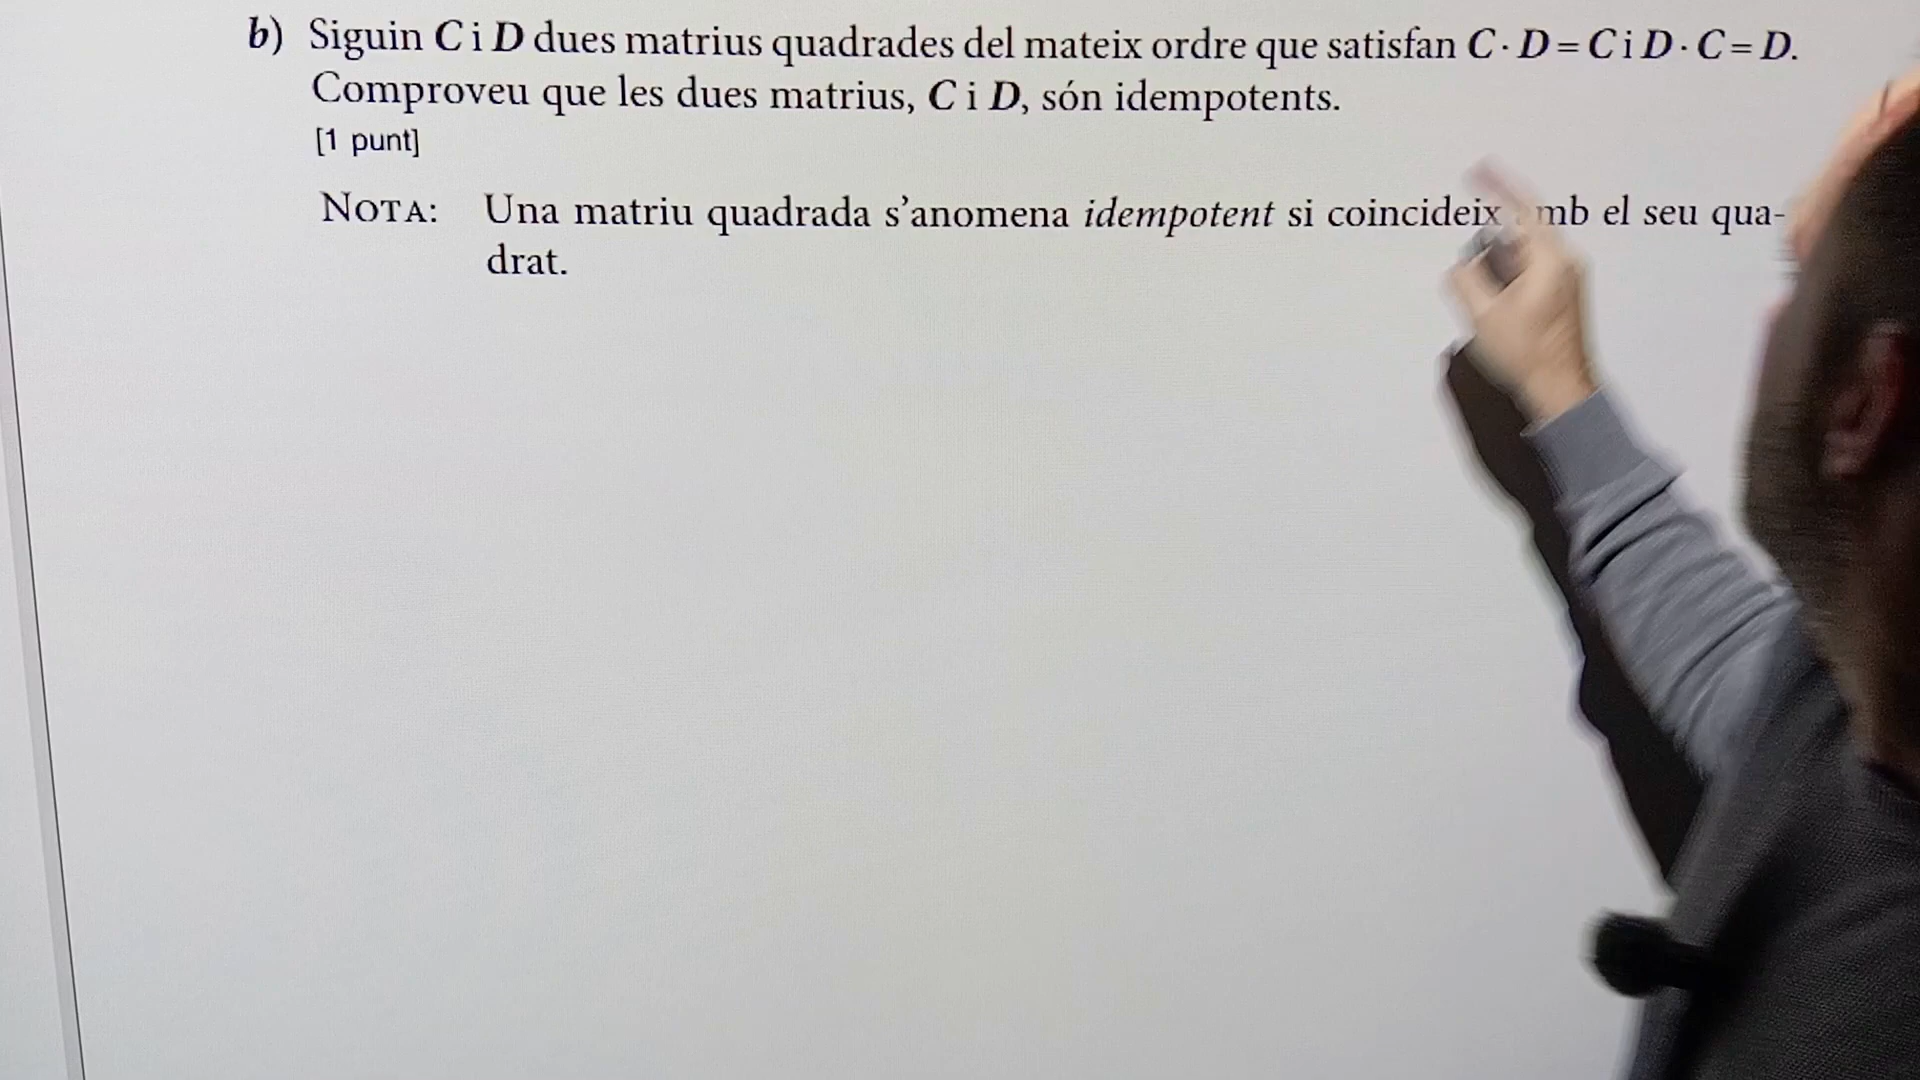 b) Siguin C i D dues matrius quadrades del mateix ordre que satisfan C · D = C i D · C = D.
Comproveu que les dues matrius, C i D, són idempotents.
[1 punt]
NOTA: Una matriu quadrada s'anomena idempotent si coincideix mb el seu qua-
drat.